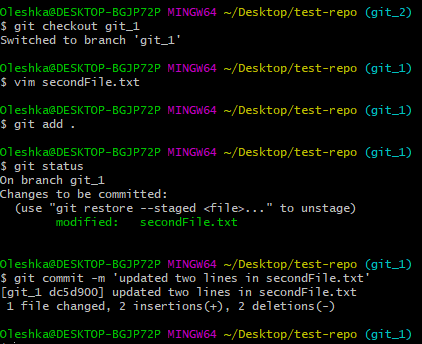 Oleshka@DESKTOP-BGJP72P MINGW64 ~/Desktop/test-repo (git_2)
$ git checkout git_1
Switched to branch 'git_1'
Oleshka@DESKTOP-BGJP72P MINGW64 ~/Desktop/test-repo (git_1)
$ vim secondFile.txt
Oleshka@DESKTOP-BGJP72P MINGW64 ~/Desktop/test-repo (git_1)
$ git add .
Oleshka@DESKTOP-BGJP72P MINGW64 ~/Desktop/test-repo (git_1)
$ git status
On branch git_1
Changes to be committed:
  (use "git restore --staged <file>..." to unstage)
        modified:   secondFile.txt
Oleshka@DESKTOP-BGJP72P MINGW64 ~/Desktop/test-repo (git_1)
$ git commit -m 'updated two lines in secondFile.txt'
[git_1 dc5d900] updated two lines in secondFile.txt
 1 file changed, 2 insertions(+), 2 deletions(-)
Oleshka@DESKTOP-BGJP72P MINGW64 ~/Desktop/test-repo (git_1)